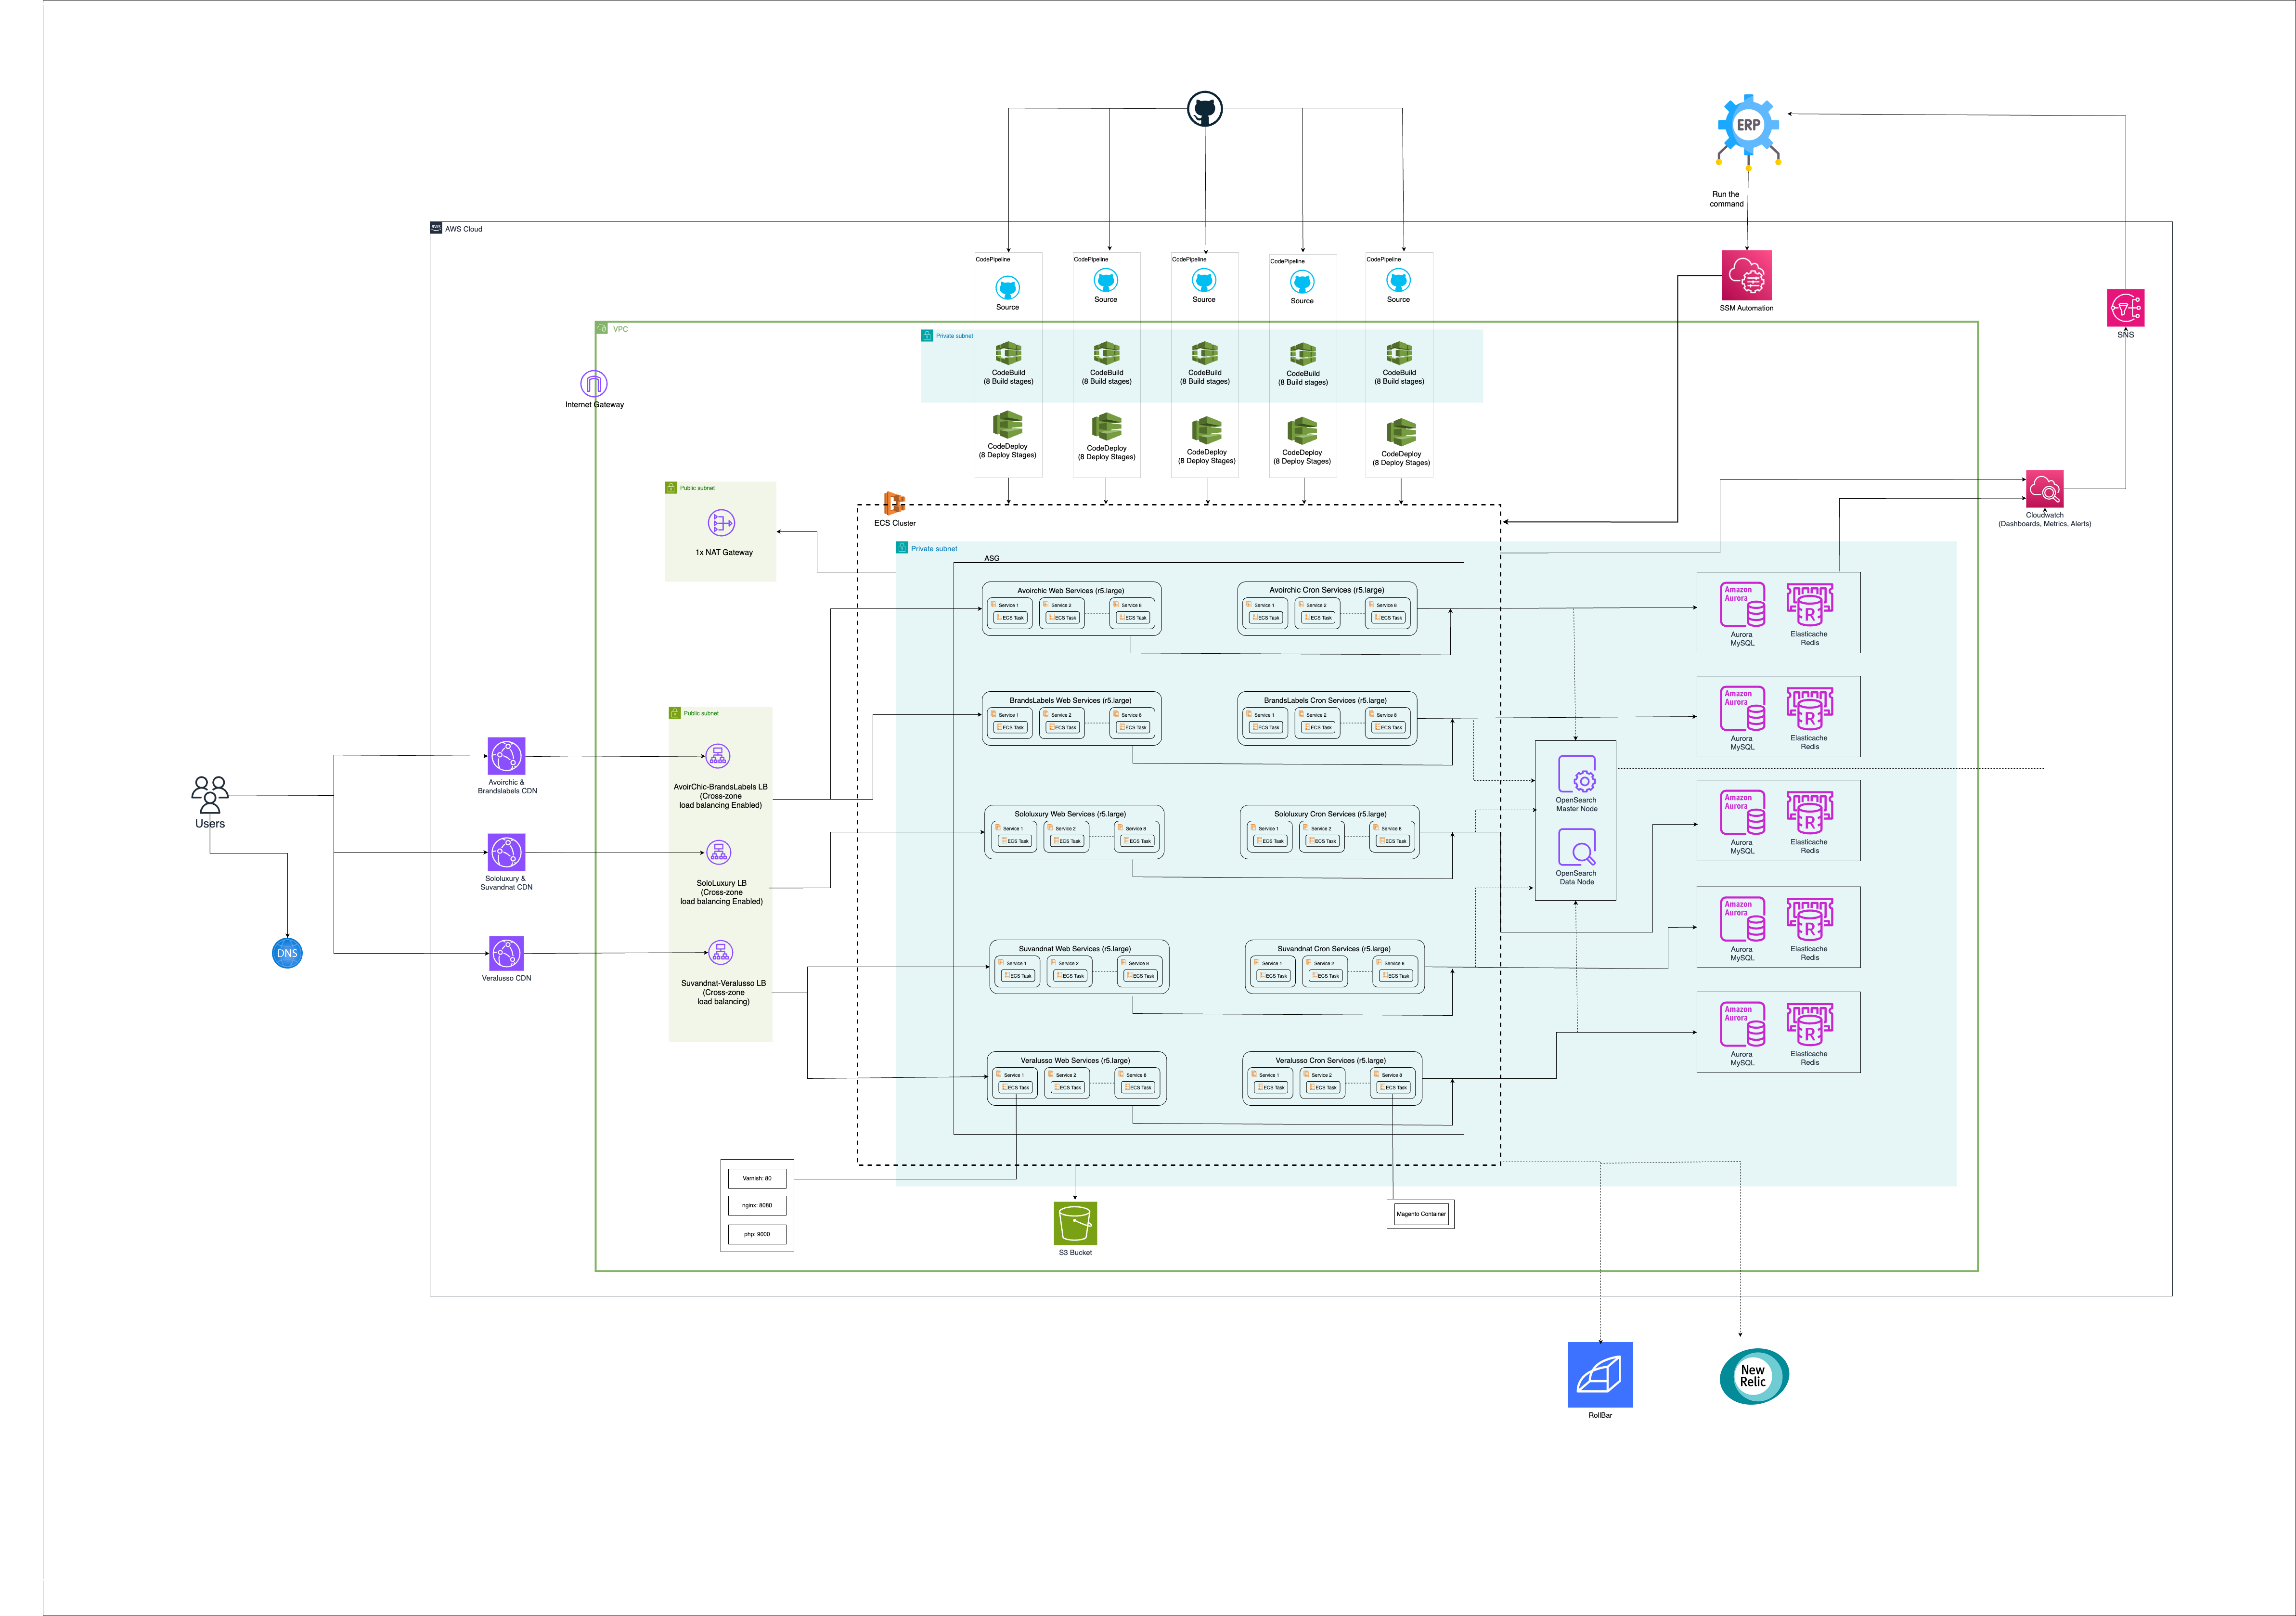 ERP
Run the
command
aws
AWS Cloud
CodePipeline
CodePipeline
CodePipeline
CodePipeline
CodePipeline
Source
Source
Source
Source
Source
SSM Automation
SNS
VPC
Private subnet
CodeBuild
(8 Build stages)
CodeBuild
(8 Build stages)
CodeBuild
(8 Build stages)
CodeBuild
(8 Build stages)
CodeBuild
(8 Build stages)
Internet Gateway
CodeDeploy
(8 Deploy Stages)
CodeDeploy
(8 Deploy Stages)
CodeDeploy
(8 Deploy Stages)
CodeDeploy
(8 Deploy Stages)
CodeDeploy
(8 Deploy Stages)
Public subnet
1x NAT Gateway
ECS Cluster
Cloudwatch
(Dashboards, Metrics, Alerts)
Private subnet
ASG
Avoirchic Web Services (r5.large)
Service 1
Service 2
Service 8
ECS Task
ECS Task
ECS Task
Avoirchic Cron Services (r5.large)
Service 1
Service 2
Service 8
ECS Task
ECS Task
ECS Task
Amazon
Aurora
R
Aurora
MySQL
Elasticache
Redis
BrandsLabels Web Services (r5.large)
Service 1
Service 2
Service 8
ECS Task
ECS Task
ECS Task
BrandsLabels Cron Services (r5.large)
Service 1
Service 2
Service 8
ECS Task
ECS Task
ECS Task
Amazon
Aurora
R
Aurora
MySQL
Elasticache
Redis
Public subnet
AvoirChic-BrandsLabels LB
(Cross-zone
load balancing Enabled)
Avoirchic &
Brandslabels CDN
Users
Sololuxury &
Suvandnat CDN
SoloLuxury LB
(Cross-zone
load balancing Enabled)
Sololuxury Web Services (r5.large)
Service 1
Service 2
Service 8
ECS Task
ECS Task
ECS Task
Sololuxury Cron Services (r5.large)
Service 1
Service 2
Service 8
ECS Task
ECS Task
ECS Task
OpenSearch
Master Node
OpenSearch
Data Node
Amazon
Aurora
R
Aurora
MySQL
Elasticache
Redis
DNS
Veralusso CDN
Suvandnat-Veralusso LB
(Cross-zone
load balancing)
Suvandnat Web Services (r5.large)
Service 1
Service 2
Service 8
ECS Task
ECS Task
ECS Task
Suvandnat Cron Services (r5.large)
Service 1
Service 2
Service 8
ECS Task
ECS Task
ECS Task
Amazon
Aurora
R
Aurora
MySQL
Elasticache
Redis
Veralusso Web Services (r5.large)
Service 1
Service 2
Service 8
ECS Task
ECS Task
ECS Task
Veralusso Cron Services (r5.large)
Service 1
Service 2
Service 8
ECS Task
ECS Task
ECS Task
Amazon
Aurora
R
Aurora
MySQL
Elasticache
Redis
Varnish: 80
nginx: 8080
php: 9000
S3 Bucket
Magento Container
RollBar
New
Relic